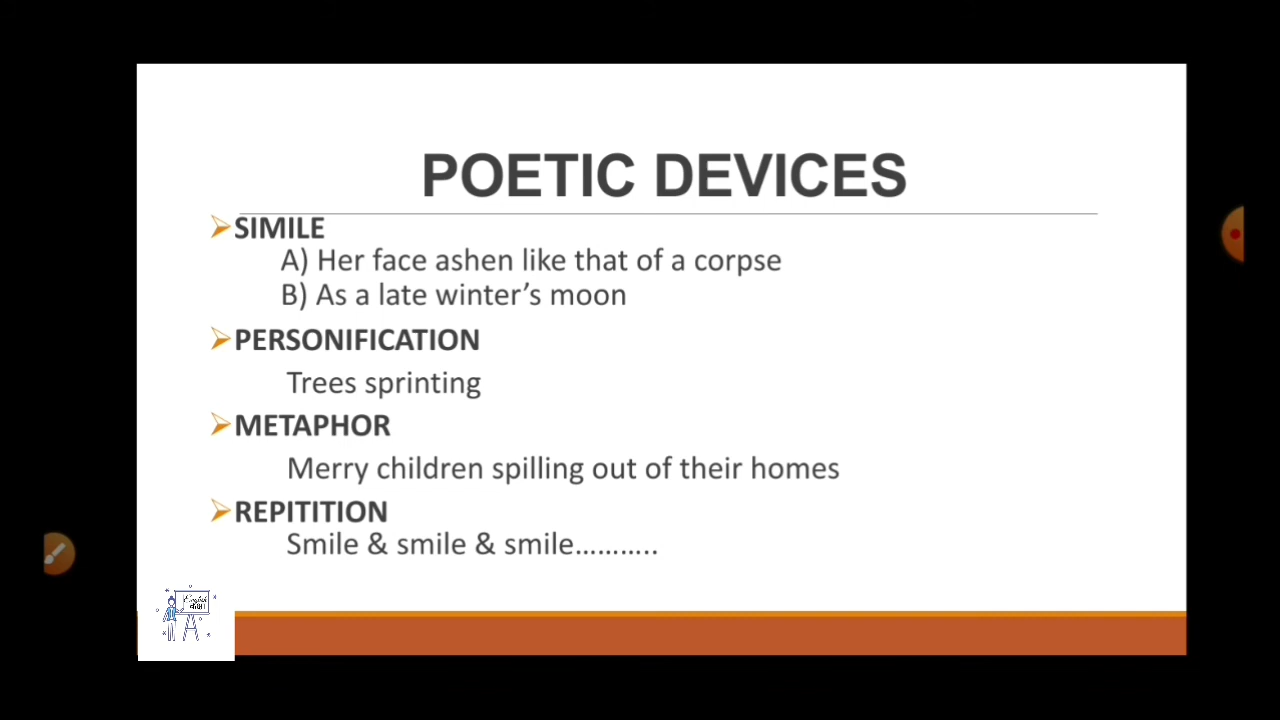 POETIC DEVICES
SIMILE
A) Her face ashen like that of a corpse
B) As a late winter’s moon
PERSONIFICATION
Trees sprinting
METAPHOR
Merry children spilling out of their homes
REPITITION
Smile & smile & smile………..